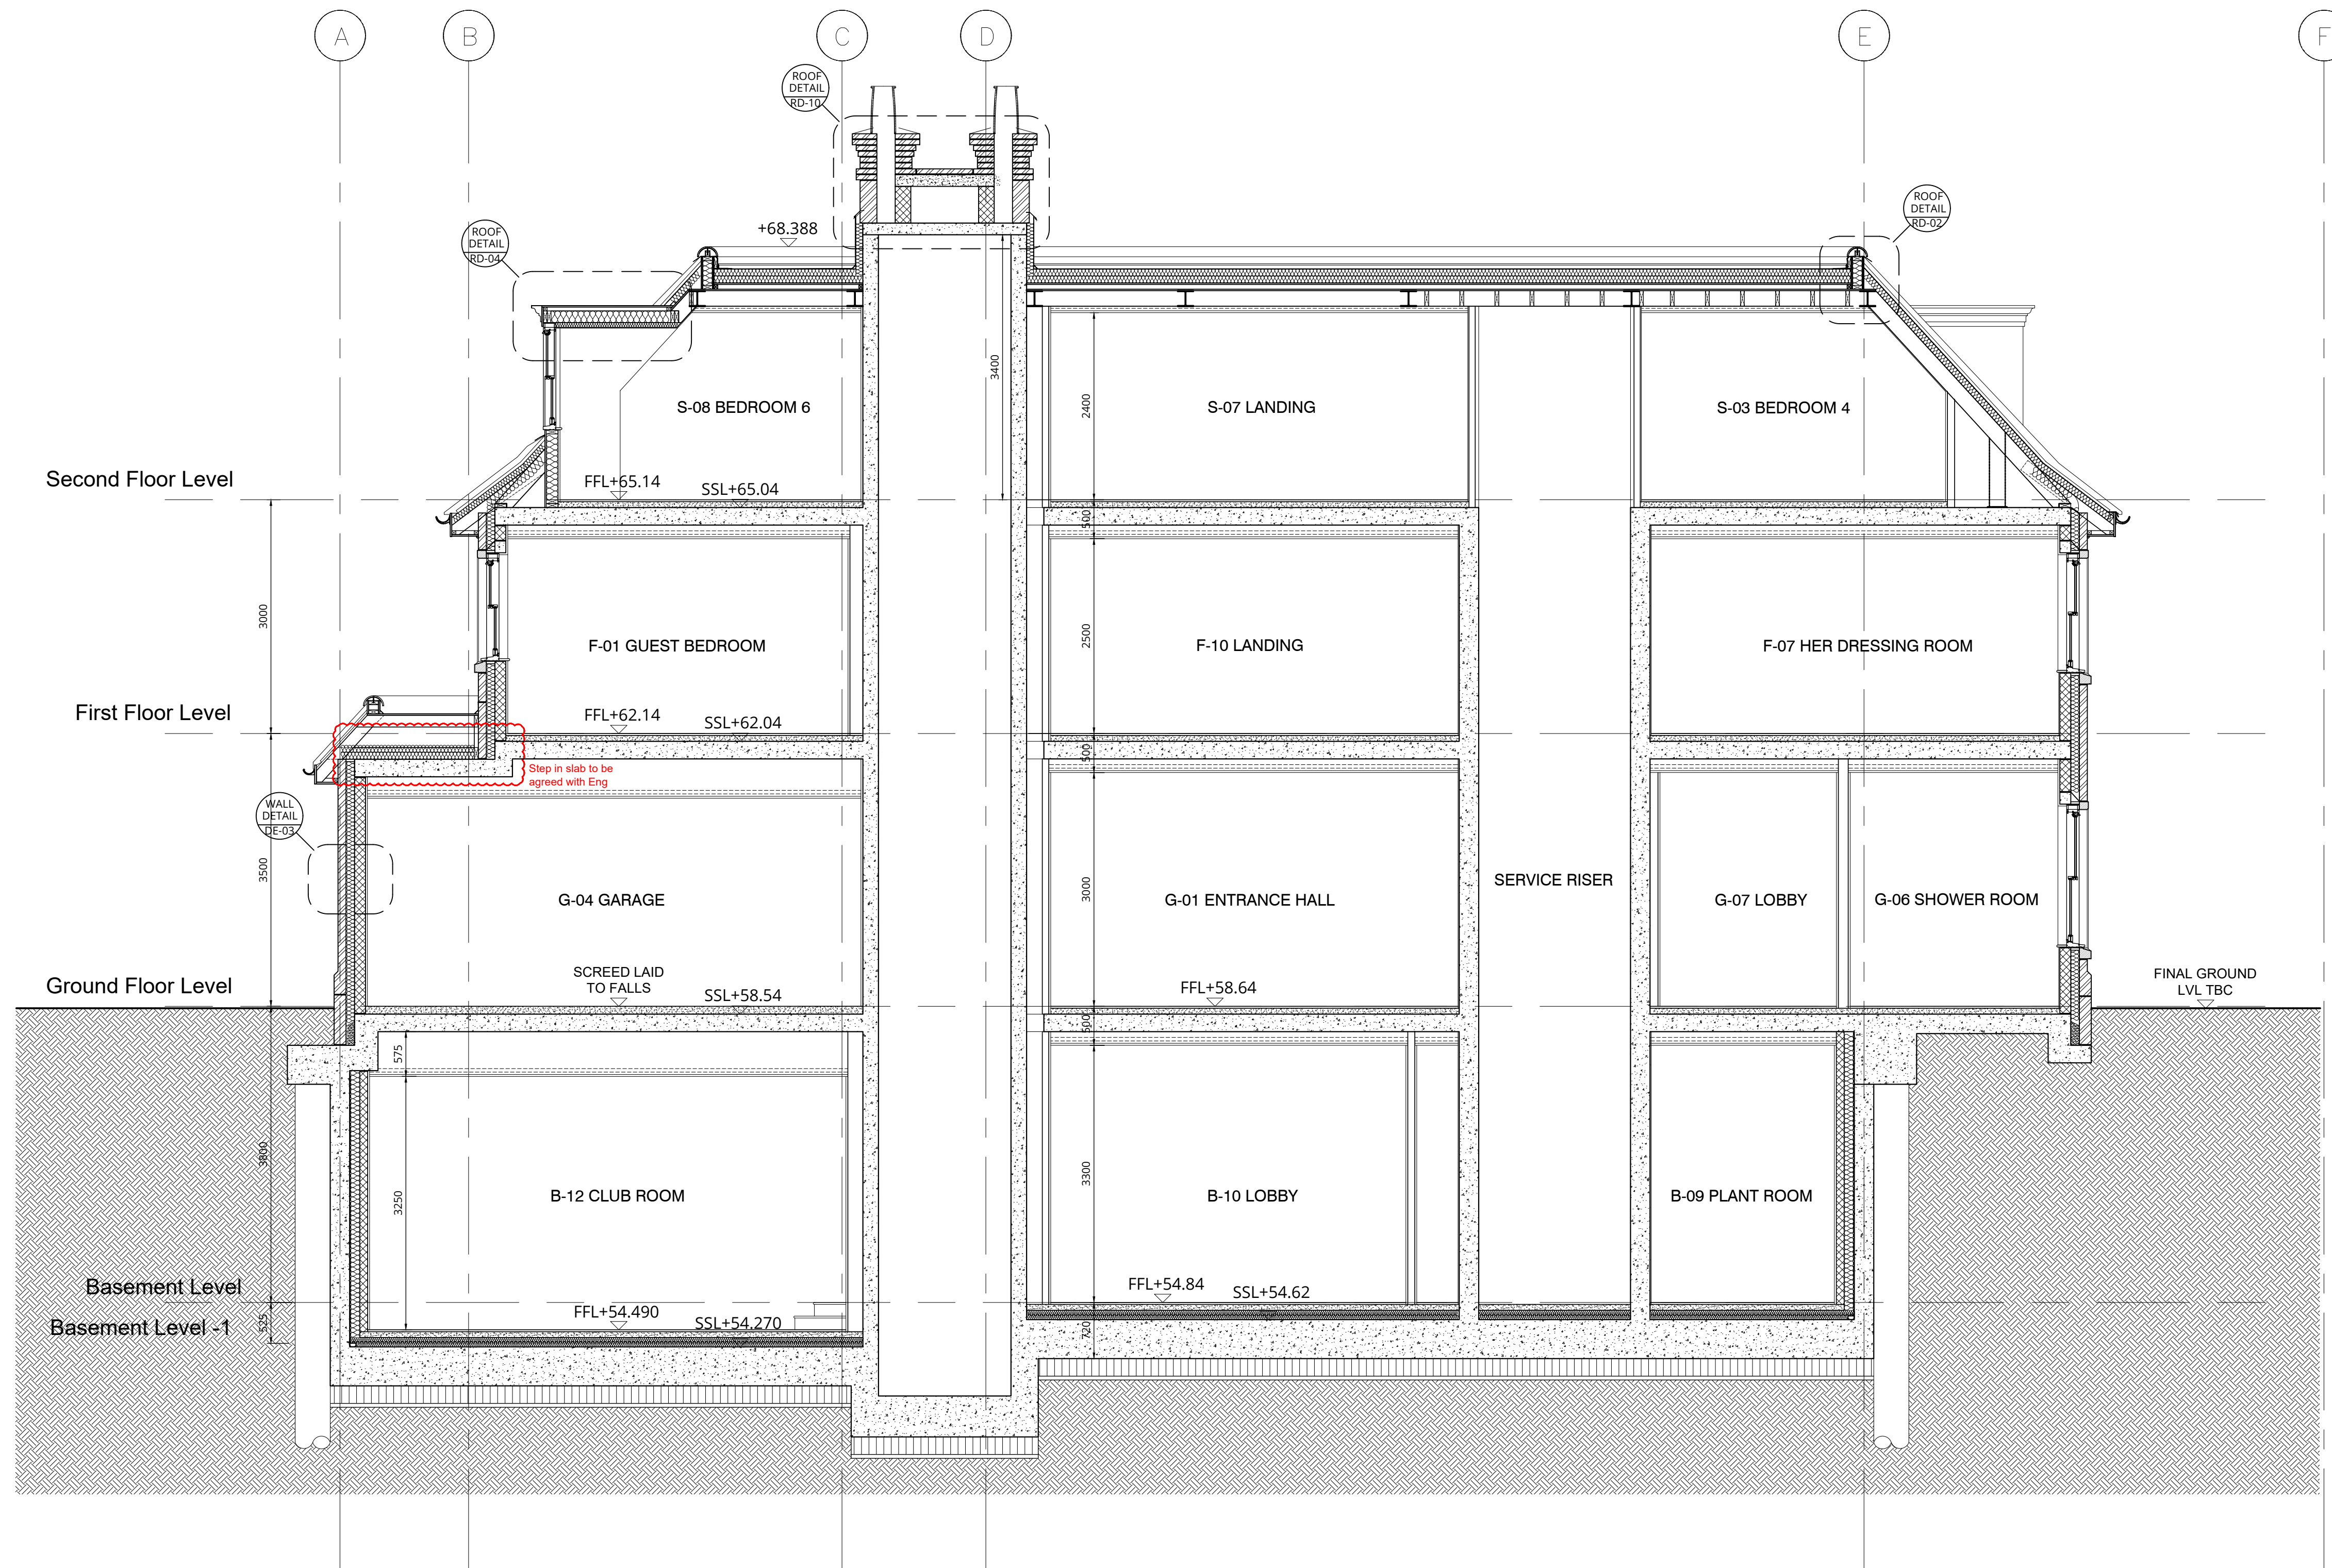 A
B
C
D
E
F
ROOF
DETAIL
RD-10
ROOF
DETAIL
RD-04
+68.388
ROOF
DETAIL
RD-02
3400
2400
S-08 BEDROOM 6
S-07 LANDING
S-03 BEDROOM 4
Second Floor Level
FFL+65.14
SSL+65.04
500
3000
2500
F-01 GUEST BEDROOM
F-10 LANDING
F-07 HER DRESSING ROOM
First Floor Level
FFL+62.14
SSL+62.04
500
Step in slab to be
agreed with Eng
WALL
DETAIL
DE-03
3500
3000
SERVICE RISER
G-04 GARAGE
G-01 ENTRANCE HALL
G-07 LOBBY
G-06 SHOWER ROOM
Ground Floor Level
SCREED LAID
TO FALLS
SSL+58.54
FFL+58.64
FINAL GROUND
LVL TBC
500
575
3800
3250
3300
B-12 CLUB ROOM
B-10 LOBBY
B-09 PLANT ROOM
Basement Level
FFL+54.84
SSL+54.62
Basement Level -1
525
FFL+54.490
SSL+54.270
720